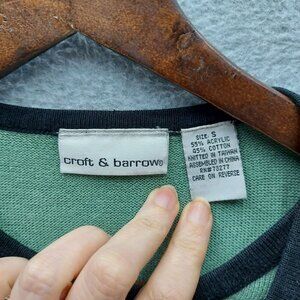 croft & barrow®
SIZE: S
55% ACRYLIC
45% COTTON
KNITTED IN TAIWAN
ASSEMBLED IN CHINA
RN#73277
CARE ON REVERSE